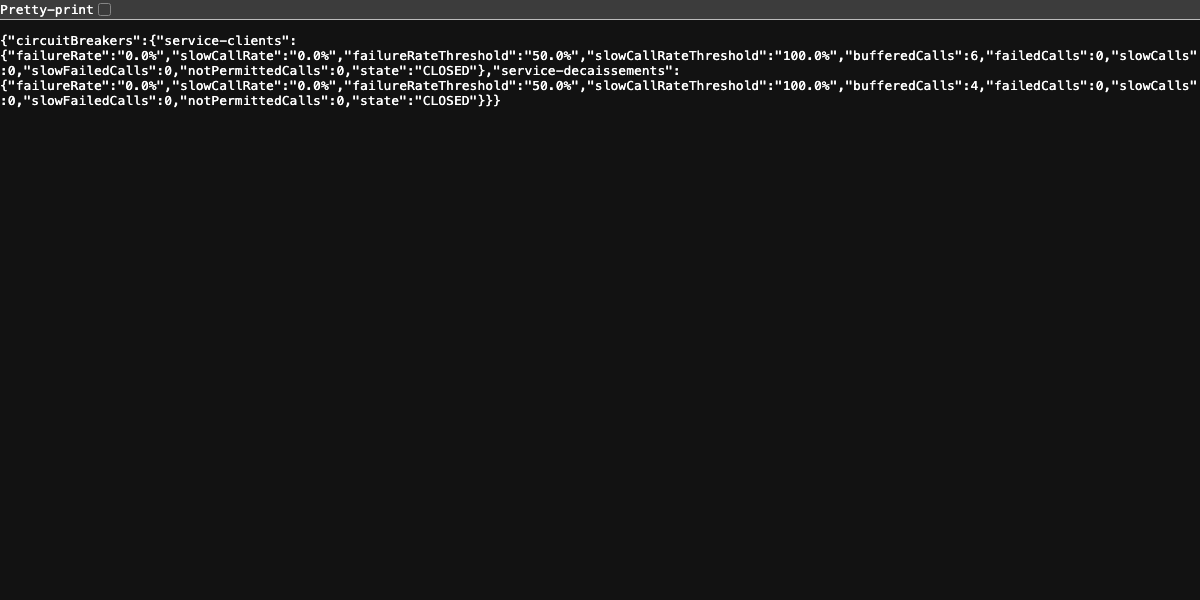 Pretty-print
{"circuitBreakers":{"service-clients":
{"failureRate":"0.0%","slowCallRate":"0.0%","failureRateThreshold":"50.0%","slowCallRateThreshold":"100.0%","bufferedCalls":6,"failedCalls":0,"slowCalls"
:0,"slowFailedCalls":0,"notPermittedCalls":0,"state":"CLOSED"},"service-decaissements":
{"failureRate":"0.0%","slowCallRate":"0.0%","failureRateThreshold":"50.0%","slowCallRateThreshold":"100.0%","bufferedCalls":4,"failedCalls":0,"slowCalls"
:0,"slowFailedCalls":0,"notPermittedCalls":0,"state":"CLOSED"}}}